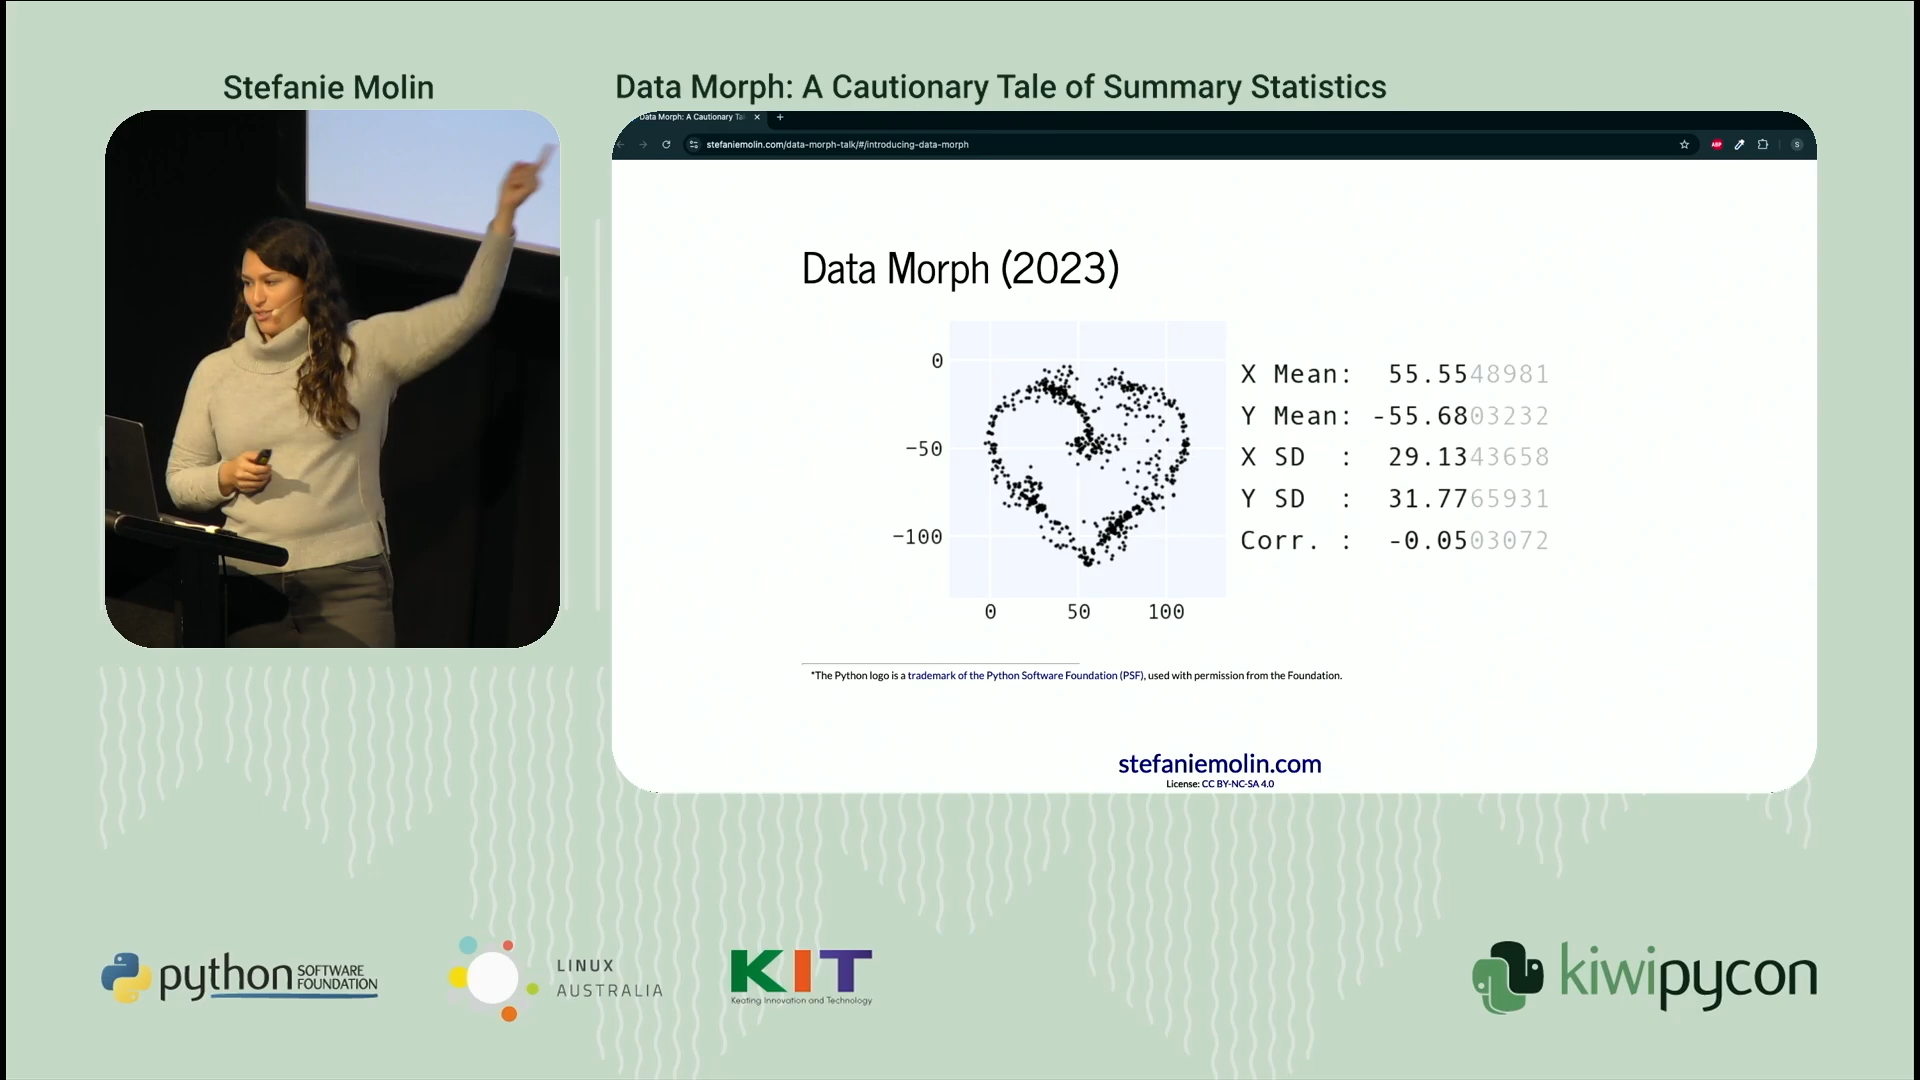 Stefanie Molin
Data Morph: A Cautionary Tale of Summary Statistics
Data Morph: A Cautionary Ta
stefaniemolin.com/data-morph-talk/#/introducing-data-morph
ABP
S
Data Morph (2023)
0
−50
−100
0 50 100
X Mean: 55.5548981
Y Mean: -55.6803232
X SD : 29.1343658
Y SD : 31.7765931
Corr. : -0.0503072
*The Python logo is a trademark of the Python Software Foundation (PSF), used with permission from the Foundation.
stefaniemolin.com
License: CC BY-NC-SA 4.0
python SOFTWARE
FOUNDATION
LINUX
AUSTRALIA
KIT
Keating Innovation and Technology
kiwipycon